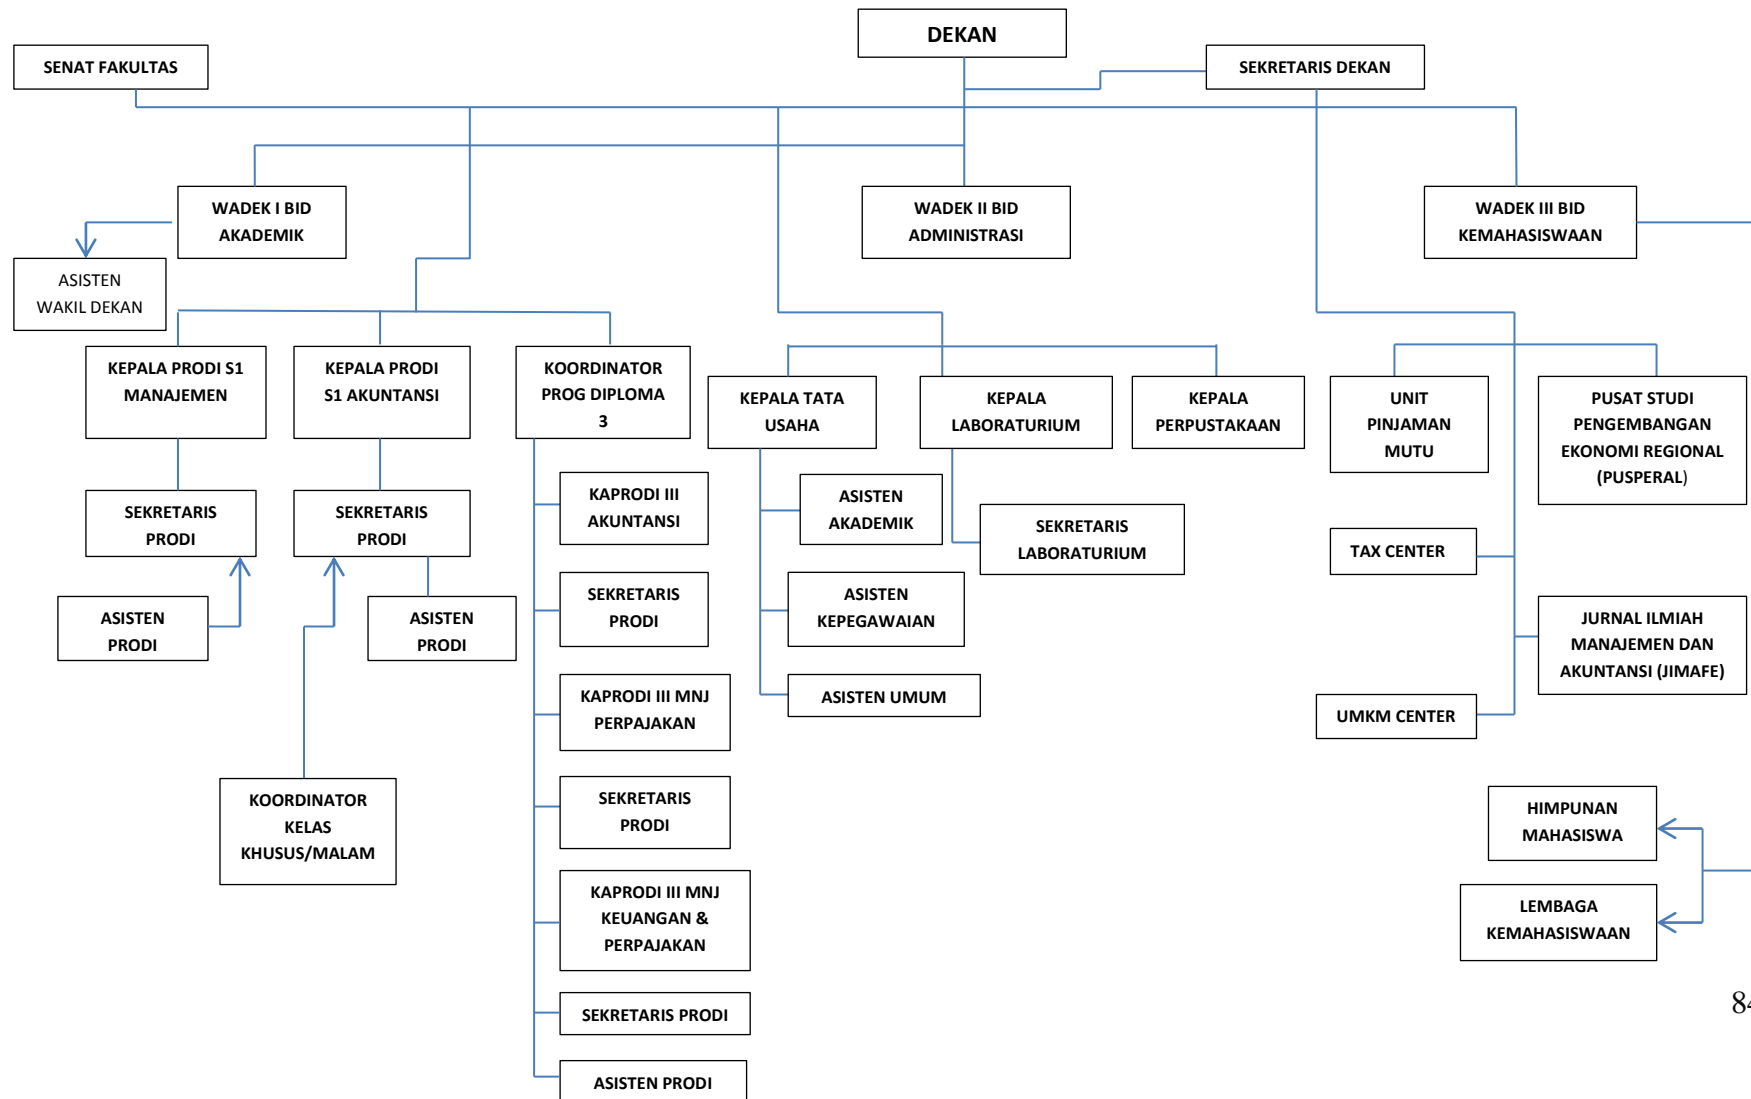 DEKAN
SENAT FAKULTAS
SEKRETARIS DEKAN
WADEK I BID
AKADEMIK
WADEK II BID
ADMINISTRASI
WADEK III BID
KEMAHASISWAAN
ASISTEN
WAKIL DEKAN
KEPALA PRODI S1
MANAJEMEN
KEPALA PRODI
S1 AKUNTANSI
KOORDINATOR
PROG DIPLOMA
3
KEPALA TATA
USAHA
KEPALA
LABORATURIUM
KEPALA
PERPUSTAKAAN
UNIT
PINJAMAN
MUTU
PUSAT STUDI
PENGEMBANGAN
EKONOMI REGIONAL
(PUSPERAL)
SEKRETARIS
PRODI
SEKRETARIS
PRODI
KAPRODI III
AKUNTANSI
ASISTEN
AKADEMIK
SEKRETARIS
LABORATURIUM
TAX CENTER
ASISTEN
PRODI
ASISTEN
PRODI
SEKRETARIS
PRODI
ASISTEN
KEPEGAWAIAN
JURNAL ILMIAH
MANAJEMEN DAN
AKUNTANSI (JIMAFE)
KAPRODI III MNJ
PERPAJAKAN
ASISTEN UMUM
UMKM CENTER
KOORDINATOR
KELAS
KHUSUS/MALAM
SEKRETARIS
PRODI
HIMPUNAN
MAHASISWA
KAPRODI III MNJ
KEUANGAN &
PERPAJAKAN
LEMBAGA
KEMAHASISWAAN
SEKRETARIS PRODI
84
ASISTEN PRODI